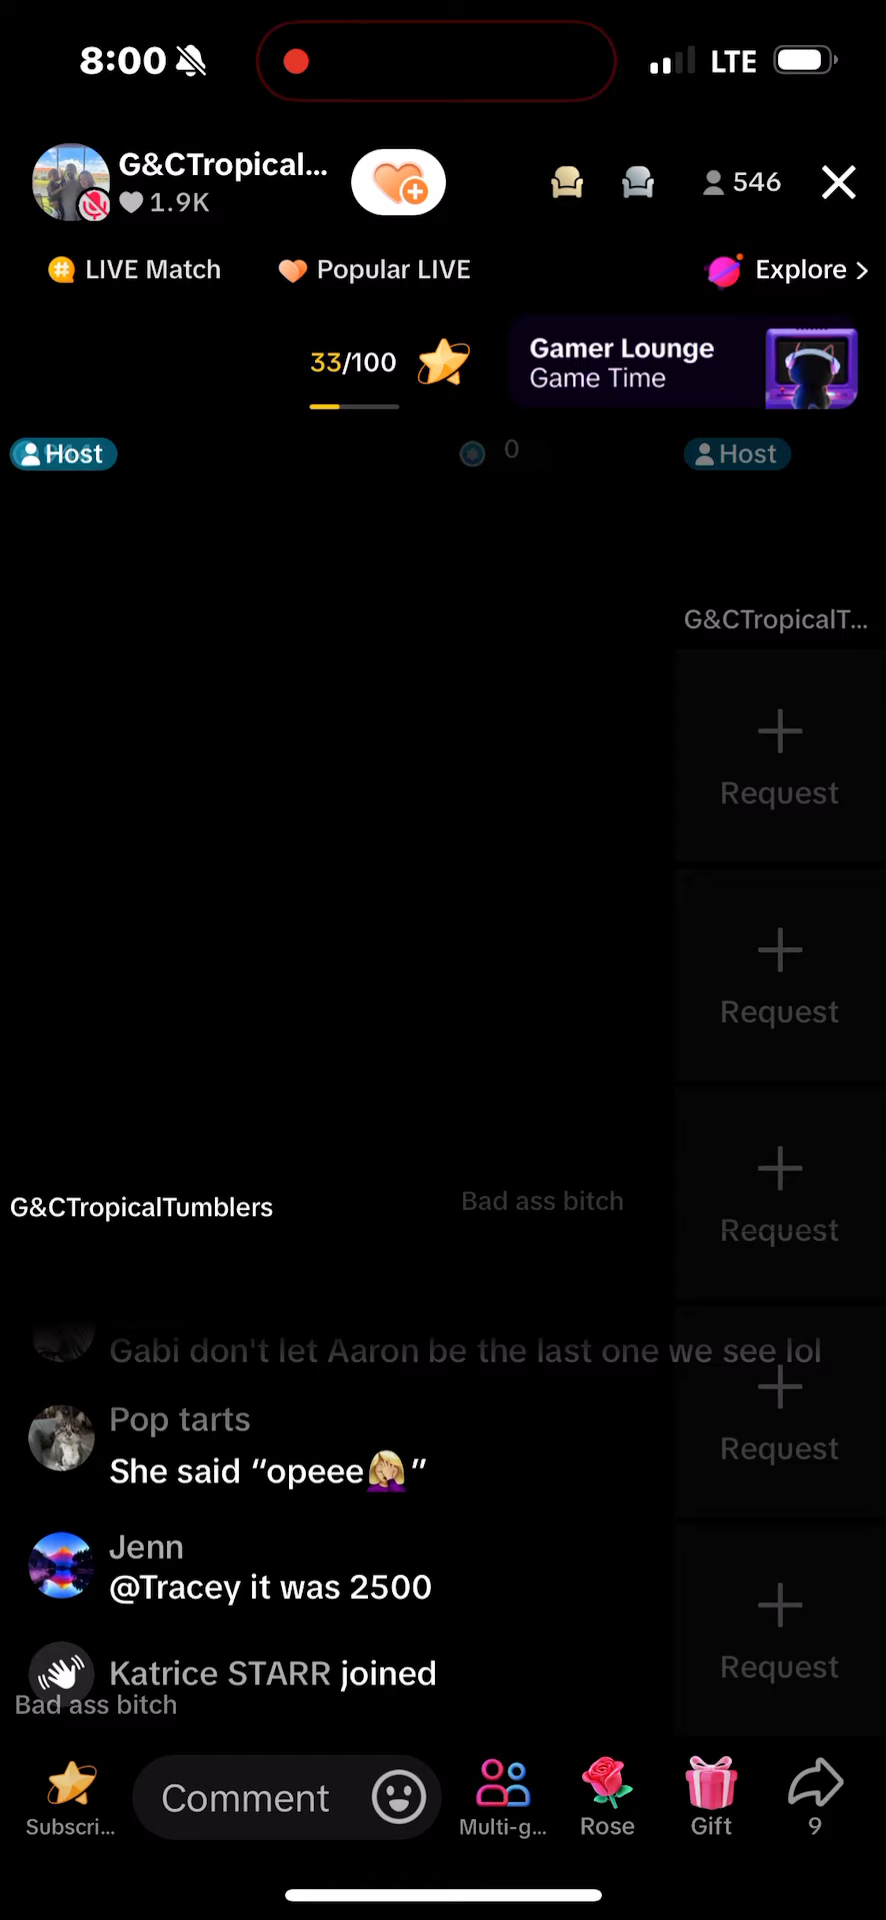 8:00
LTE
G&CTropical...
1.9K
546
LIVE Match
Popular LIVE
Explore >
33/100
Gamer Lounge
Game Time
Host
0
Host
G&CTropicalT...
Request
Request
Request
G&CTropicalTumblers
Bad ass bitch
Gabi don't let Aaron be the last one we see lol
Request
Pop tarts
She said “opeee🤦🏼‍♀️”
Jenn
@Tracey it was 2500
Request
Katrice STARR joined
Bad ass bitch
Comment
Subscri...
Multi-g...
Rose
Gift
9